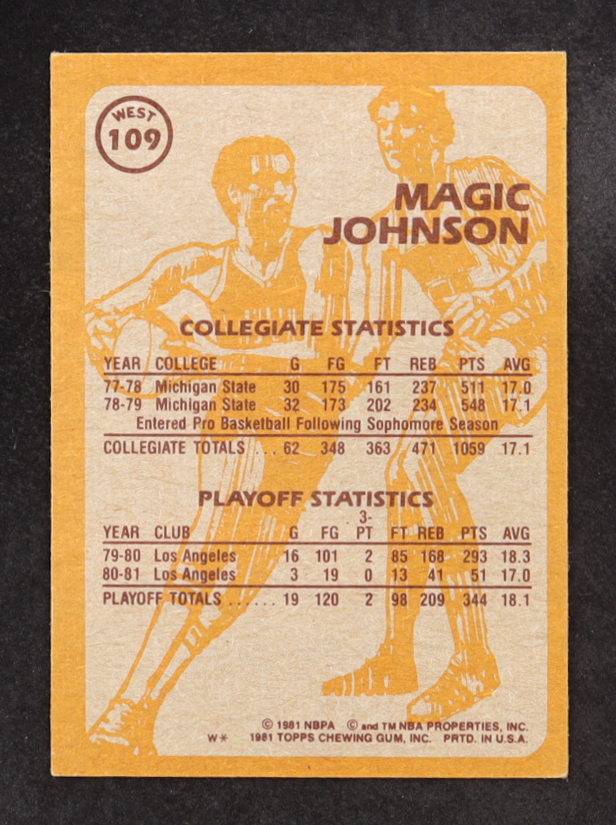 WEST
109
MAGIC
JOHNSON
COLLEGIATE STATISTICS
YEAR COLLEGE G FG FT REB PTS AVG
77-78 Michigan State 30 175 161 237 511 17.0
78-79 Michigan State 32 173 202 234 548 17.1
Entered Pro Basketball Following Sophomore Season
COLLEGIATE TOTALS ... 62 348 363 471 1059 17.1
PLAYOFF STATISTICS
YEAR CLUB G FG 3-PT FT REB PTS AVG
79-80 Los Angeles 16 101 2 85 168 293 18.3
80-81 Los Angeles 3 19 0 13 41 51 17.0
PLAYOFF TOTALS ...... 19 120 2 98 209 344 18.1
© 1981 NBPA © and TM NBA PROPERTIES, INC.
W* 1981 TOPPS CHEWING GUM, INC. PRTD. IN U.S.A.